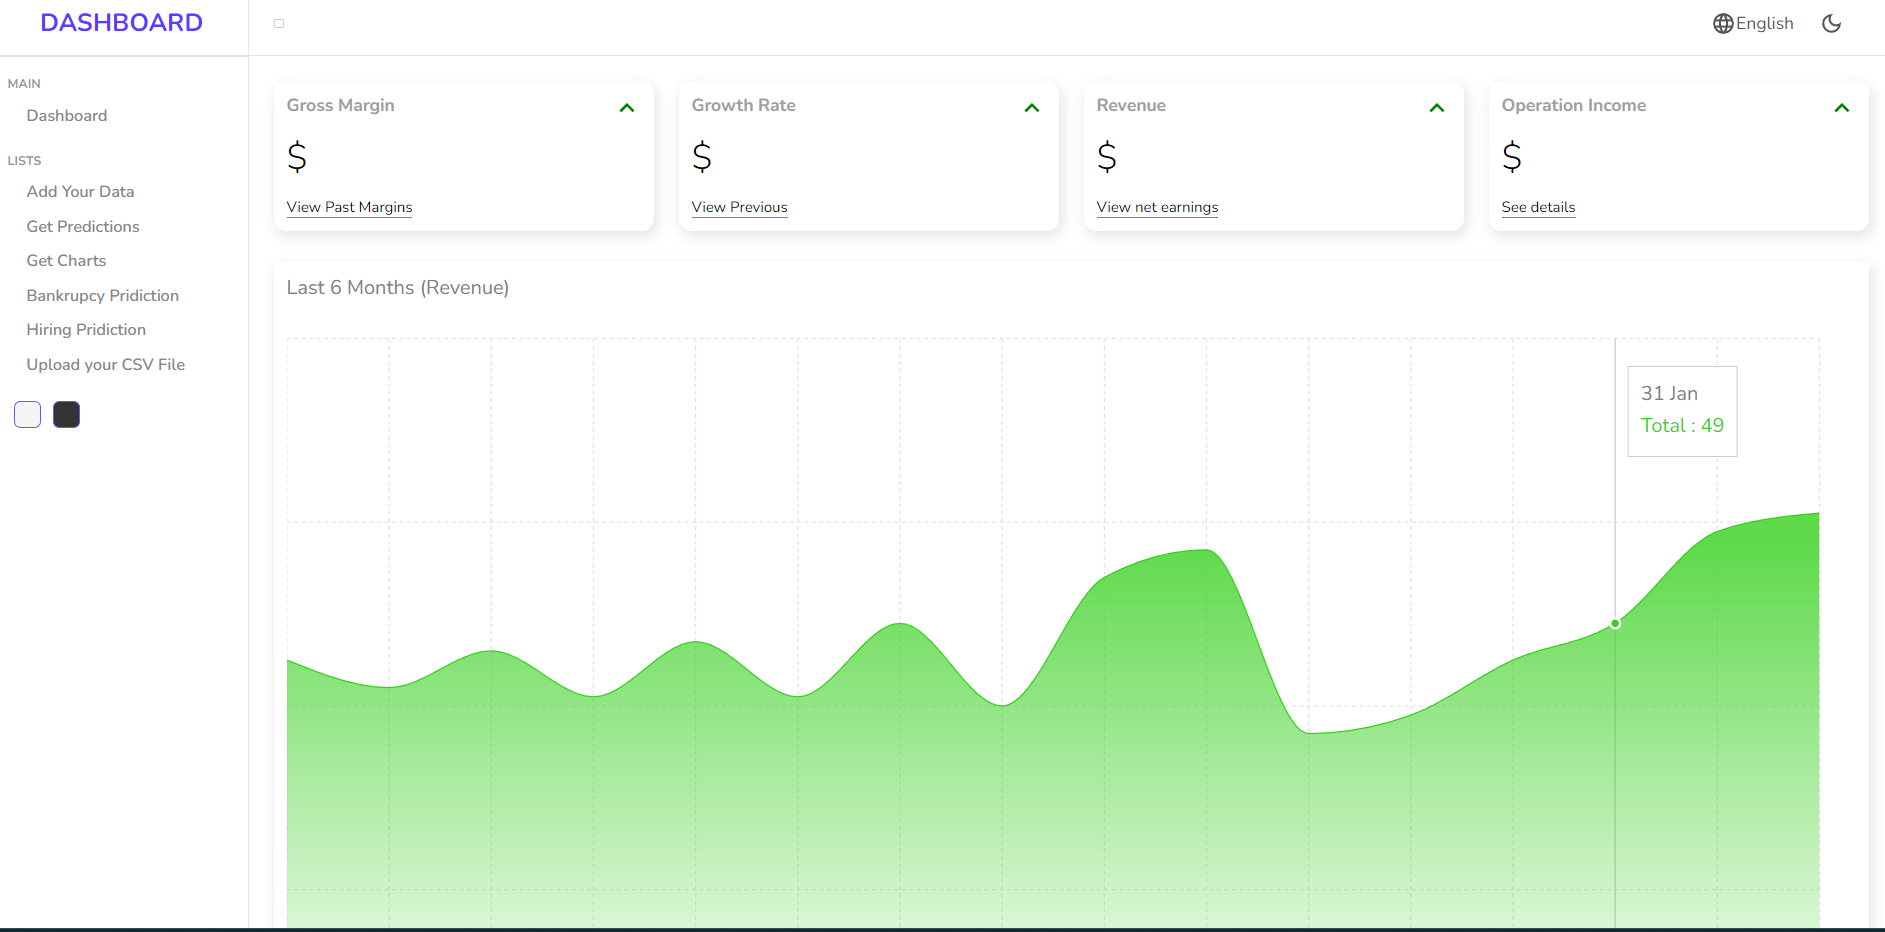 DASHBOARD
English
MAIN
Dashboard
LISTS
Add Your Data
Get Predictions
Get Charts
Bankrupcy Pridiction
Hiring Pridiction
Upload your CSV File
Gross Margin
$
View Past Margins
Growth Rate
$
View Previous
Revenue
$
View net earnings
Operation Income
$
See details
Last 6 Months (Revenue)
31 Jan
Total : 49